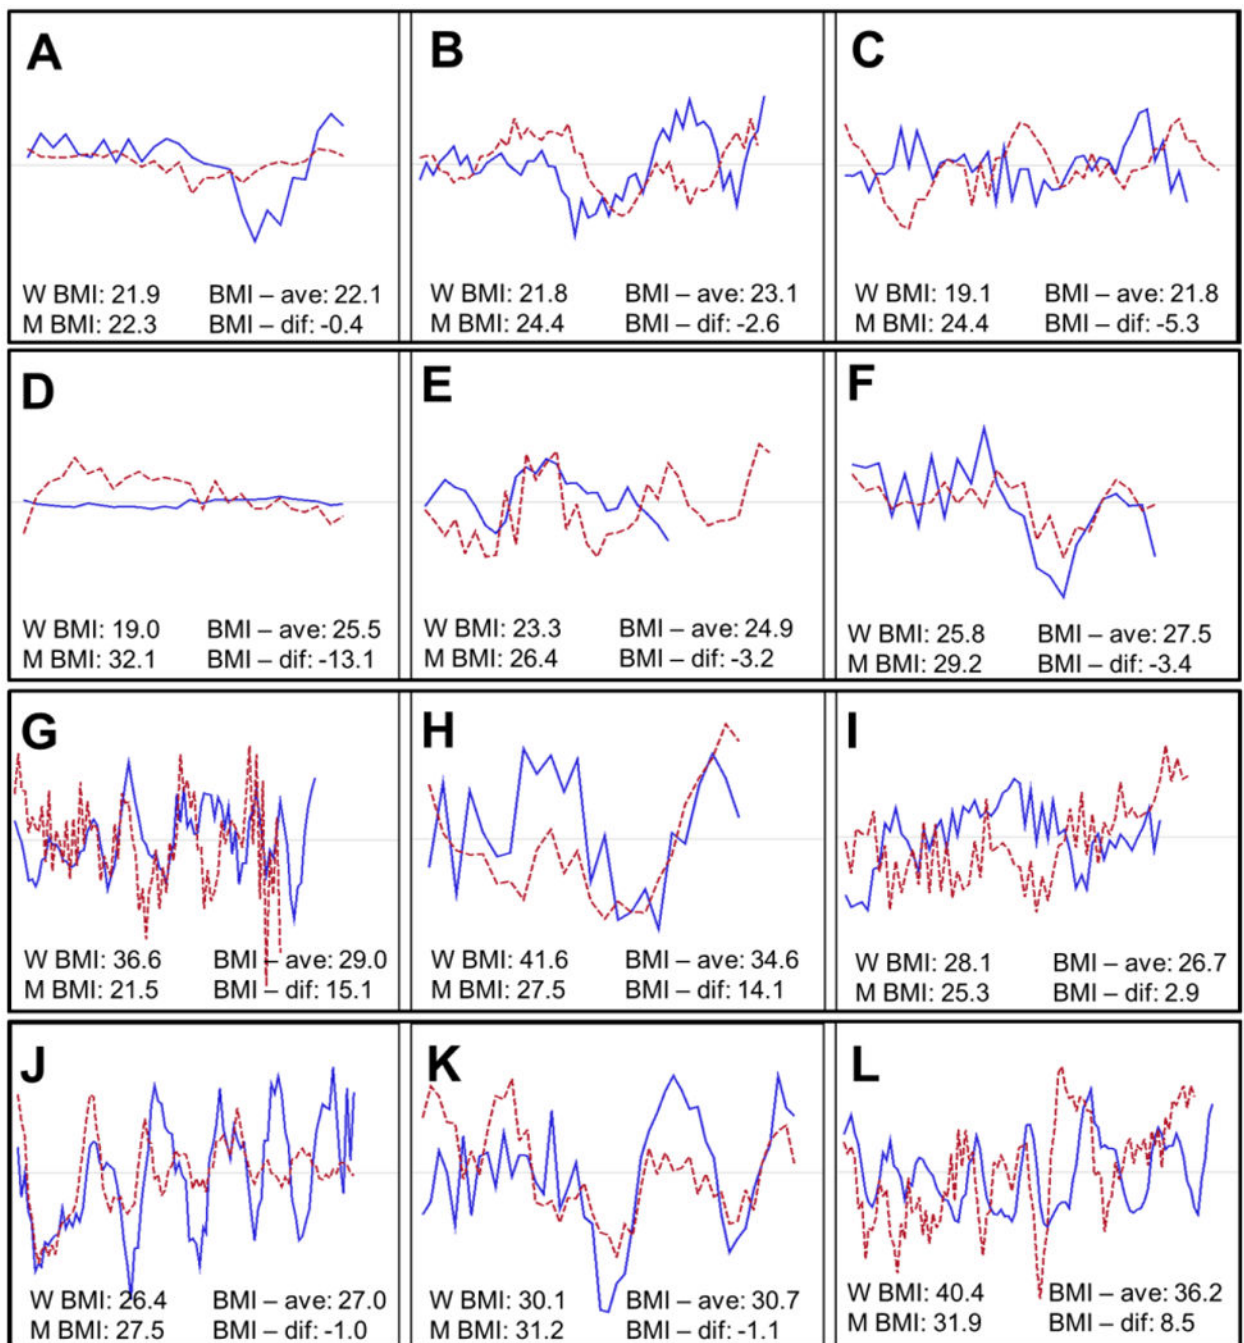 A
W BMI: 21.9 BMI – ave: 22.1
M BMI: 22.3 BMI – dif: -0.4
B
W BMI: 21.8 BMI – ave: 23.1
M BMI: 24.4 BMI – dif: -2.6
C
W BMI: 19.1 BMI – ave: 21.8
M BMI: 24.4 BMI – dif: -5.3
D
W BMI: 19.0 BMI – ave: 25.5
M BMI: 32.1 BMI – dif: -13.1
E
W BMI: 23.3 BMI – ave: 24.9
M BMI: 26.4 BMI – dif: -3.2
F
W BMI: 25.8 BMI – ave: 27.5
M BMI: 29.2 BMI – dif: -3.4
G
W BMI: 36.6 BMI – ave: 29.0
M BMI: 21.5 BMI – dif: 15.1
H
W BMI: 41.6 BMI – ave: 34.6
M BMI: 27.5 BMI – dif: 14.1
I
W BMI: 28.1 BMI – ave: 26.7
M BMI: 25.3 BMI – dif: 2.9
J
W BMI: 26.4 BMI – ave: 27.0
M BMI: 27.5 BMI – dif: -1.0
K
W BMI: 30.1 BMI – ave: 30.7
M BMI: 31.2 BMI – dif: -1.1
L
W BMI: 40.4 BMI – ave: 36.2
M BMI: 31.9 BMI – dif: 8.5